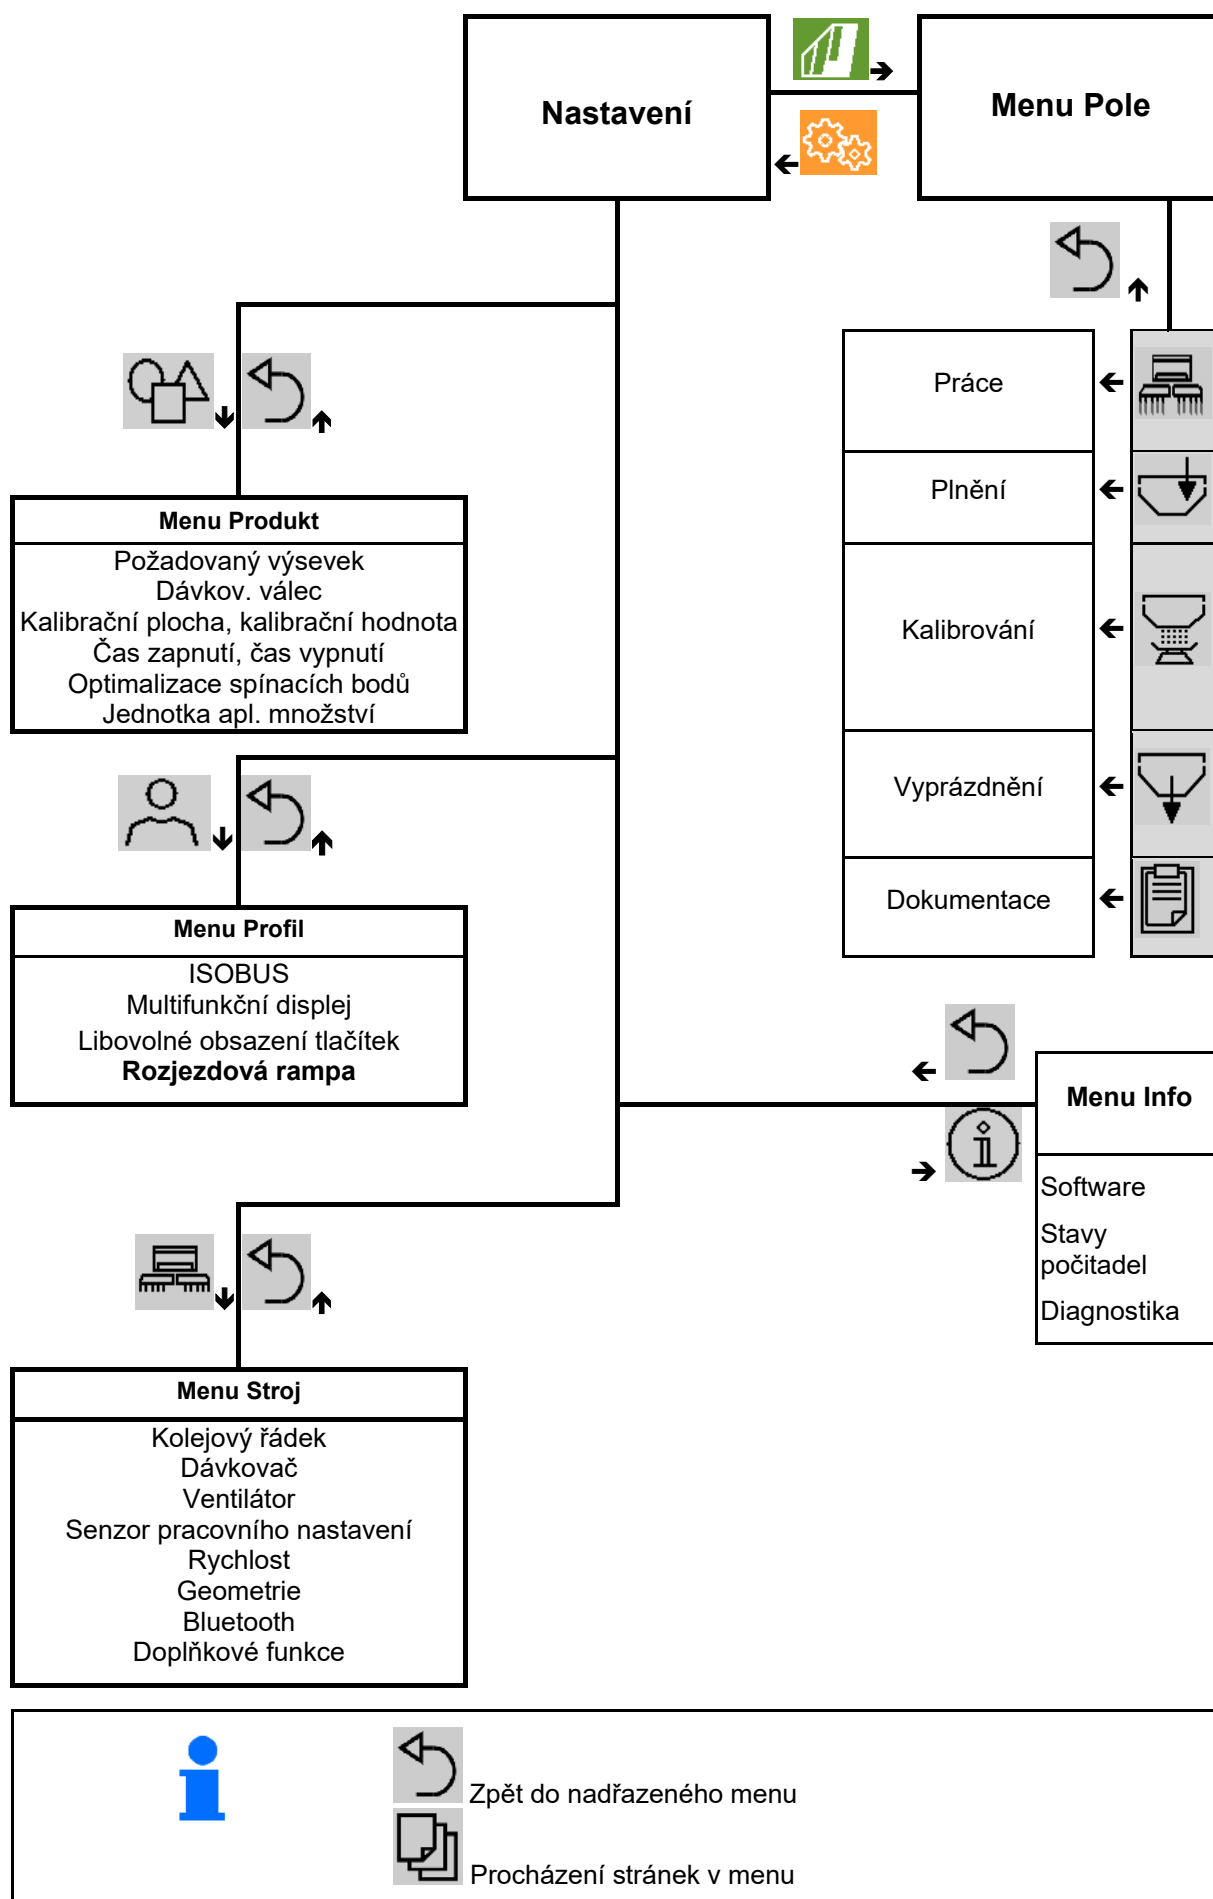 Nastavení
Menu Pole
Práce
Plnění
Kalibrování
Vyprázdnění
Dokumentace
Menu Produkt
Požadovaný výsevek
Dávkov. válec
Kalibrační plocha, kalibrační hodnota
Čas zapnutí, čas vypnutí
Optimalizace spínacích bodů
Jednotka apl. množství
Menu Profil
ISOBUS
Multifunkční displej
Libovolné obsazení tlačítek
Rozjezdová rampa
Menu Info
Software
Stavy
počitadel
Diagnostika
Menu Stroj
Kolejový řádek
Dávkovač
Ventilátor
Senzor pracovního nastavení
Rychlost
Geometrie
Bluetooth
Doplňkové funkce
Zpět do nadřazeného menu
Procházení stránek v menu